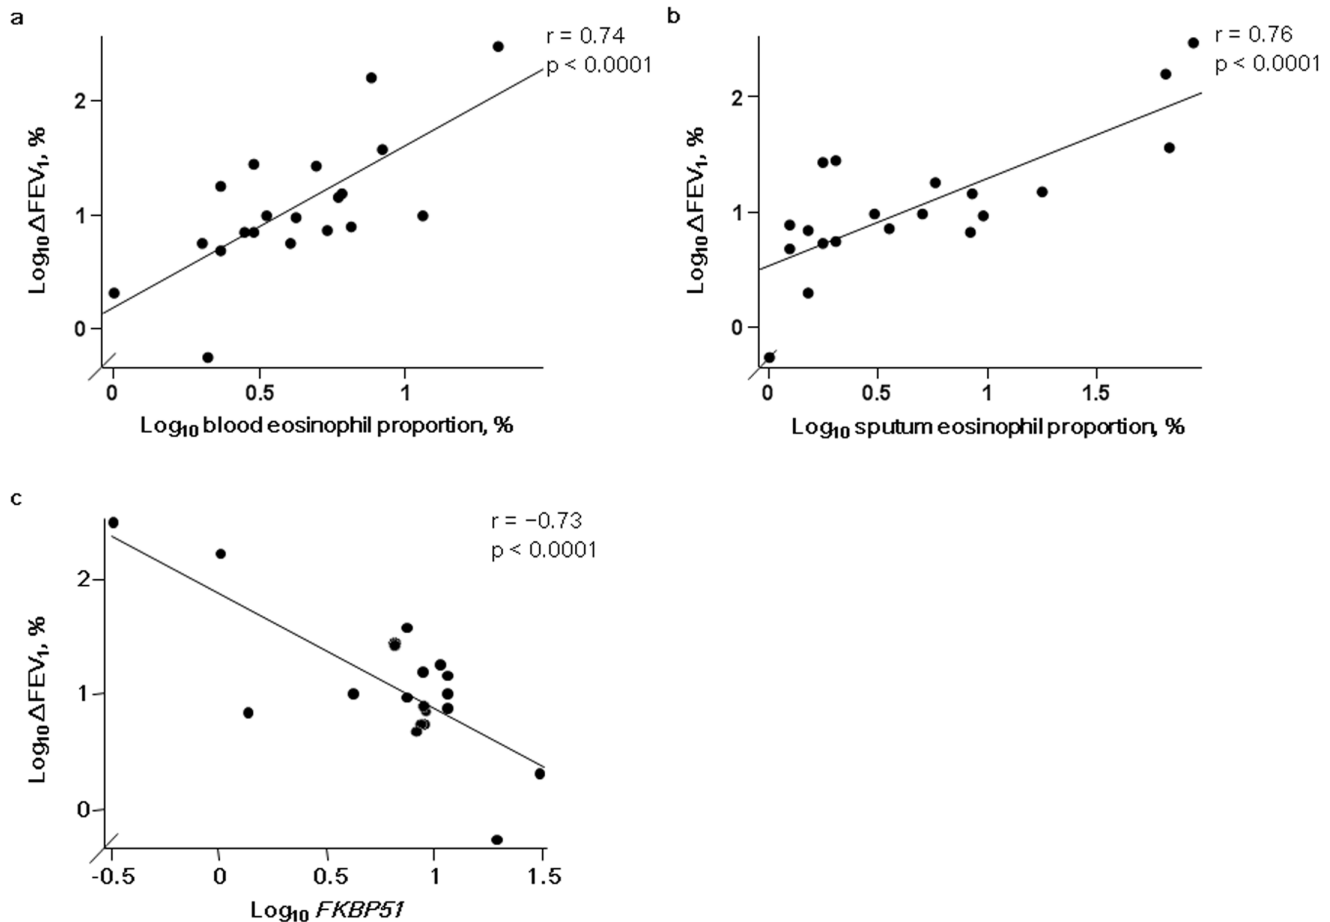 a
r = 0.74
p < 0.0001
2
1
0
Log10 ΔFEV1, %
0 0.5 1
Log10 blood eosinophil proportion, %
b
r = 0.76
p < 0.0001
2
1
0
Log10 ΔFEV1, %
0 0.5 1 1.5
Log10 sputum eosinophil proportion, %
c
r = −0.73
p < 0.0001
2
1
0
Log10 ΔFEV1, %
-0.5 0 0.5 1 1.5
Log10 FKBP51